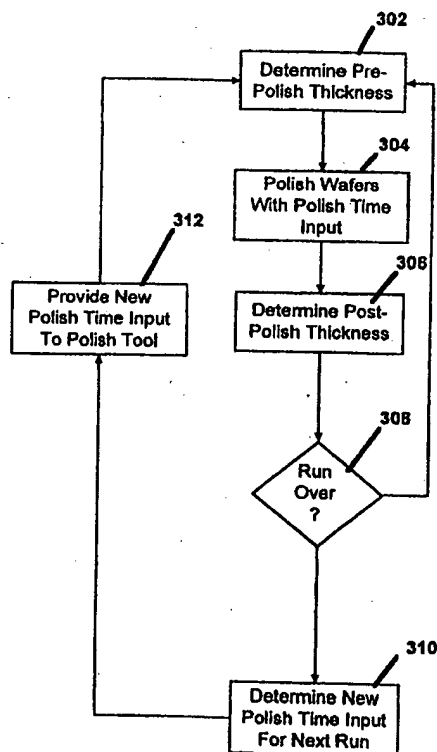 302
Determine Pre-
Polish Thickness
304
Polish Wafers
With Polish Time
Input
312
306
Provide New
Polish Time Input
To Polish Tool
Determine Post-
Polish Thickness
308
Run
Over
?
310
Determine New
Polish Time Input
For Next Run